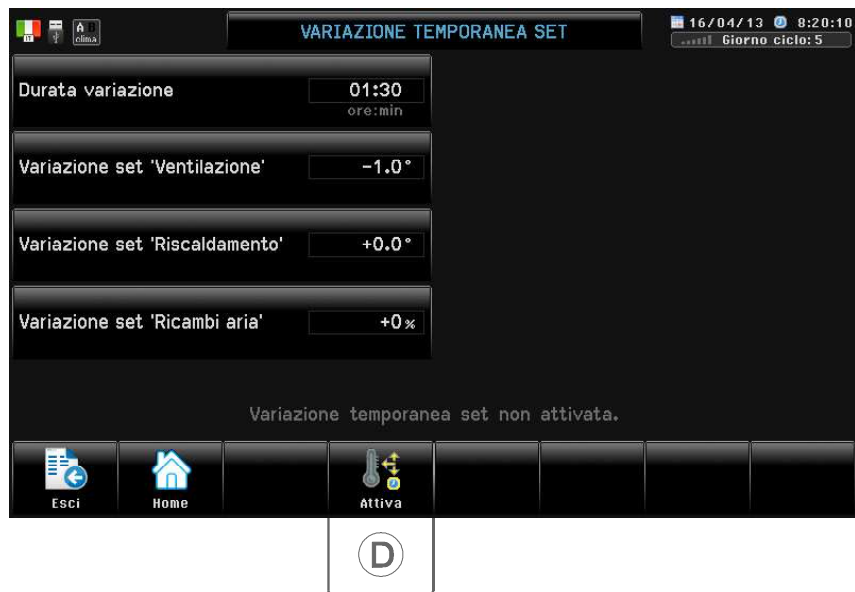 IT A clima VARIAZIONE TEMPORANEA SET 16/04/13 8:20:10
Giorno ciclo: 5
Durata variazione 01:30
ore:min
Variazione set 'Ventilazione' -1.0°
Variazione set 'Riscaldamento' +0.0°
Variazione set 'Ricambi aria' +0%
Variazione temporanea set non attivata.
Esci Home Attiva
D